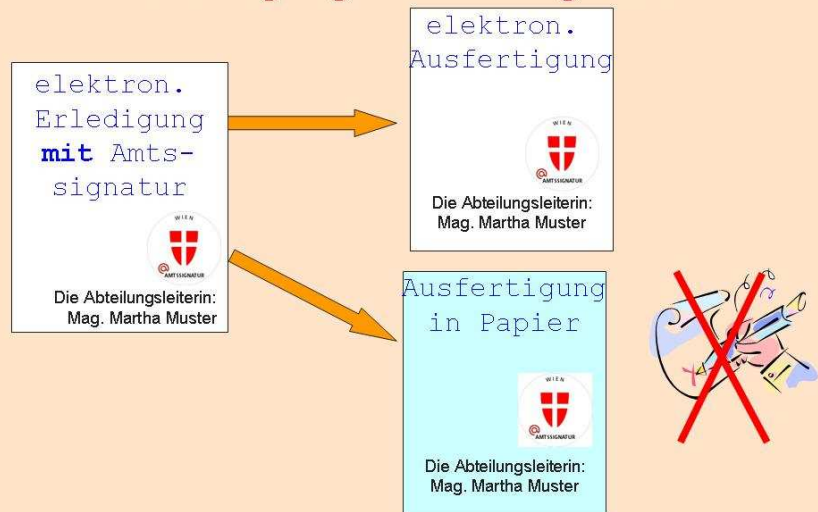 elektron.
Erledigung
mit Amts-
signatur
WIEN
@AMTSSIGNATUR
Die Abteilungsleiterin:
Mag. Martha Muster
elektron.
Ausfertigung
WIEN
@AMTSSIGNATUR
Die Abteilungsleiterin:
Mag. Martha Muster
Ausfertigung
in Papier
WIEN
@AMTSSIGNATUR
Die Abteilungsleiterin:
Mag. Martha Muster